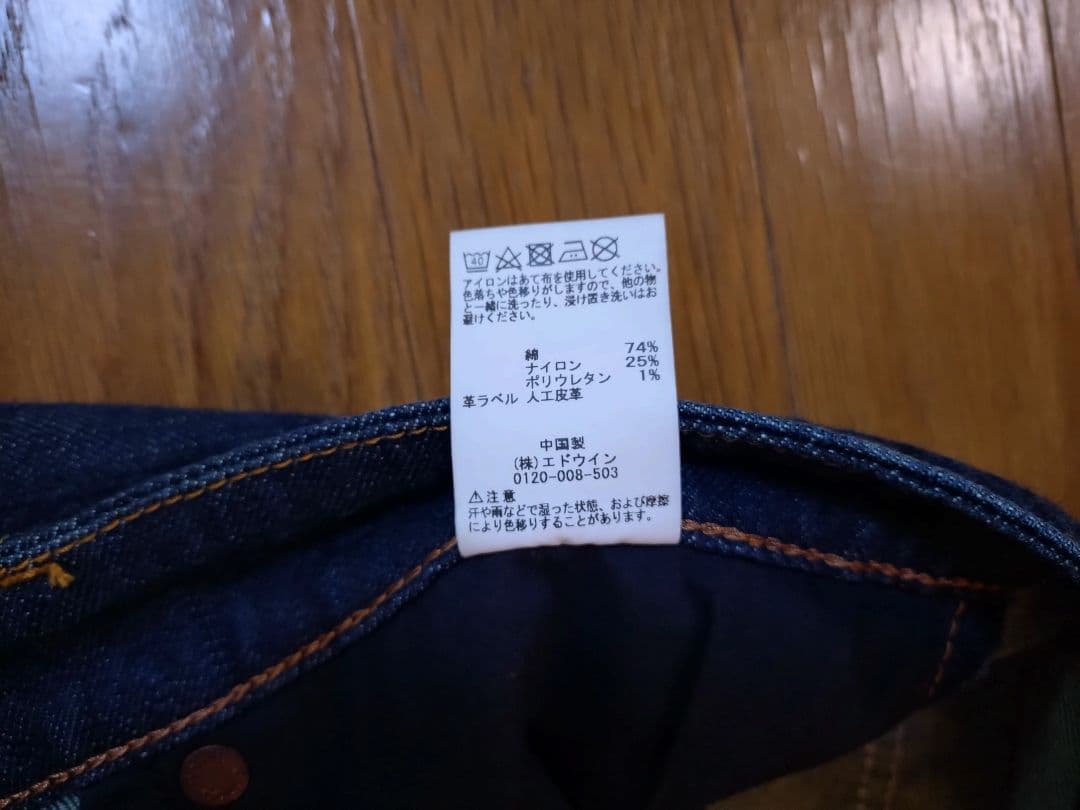 40
アイロンはあて布を使用してください。
色落ちや色移りがしますので、他の物
と一緒に洗ったり、浸け置き洗いはお
避けください。
綿 74%
ナイロン 25%
ポリウレタン 1%
革ラベル 人工皮革
中国製
(株)エドウイン
0120-008-503
⚠注意
汗や雨などで湿った状態、および摩擦
により色移りすることがあります。